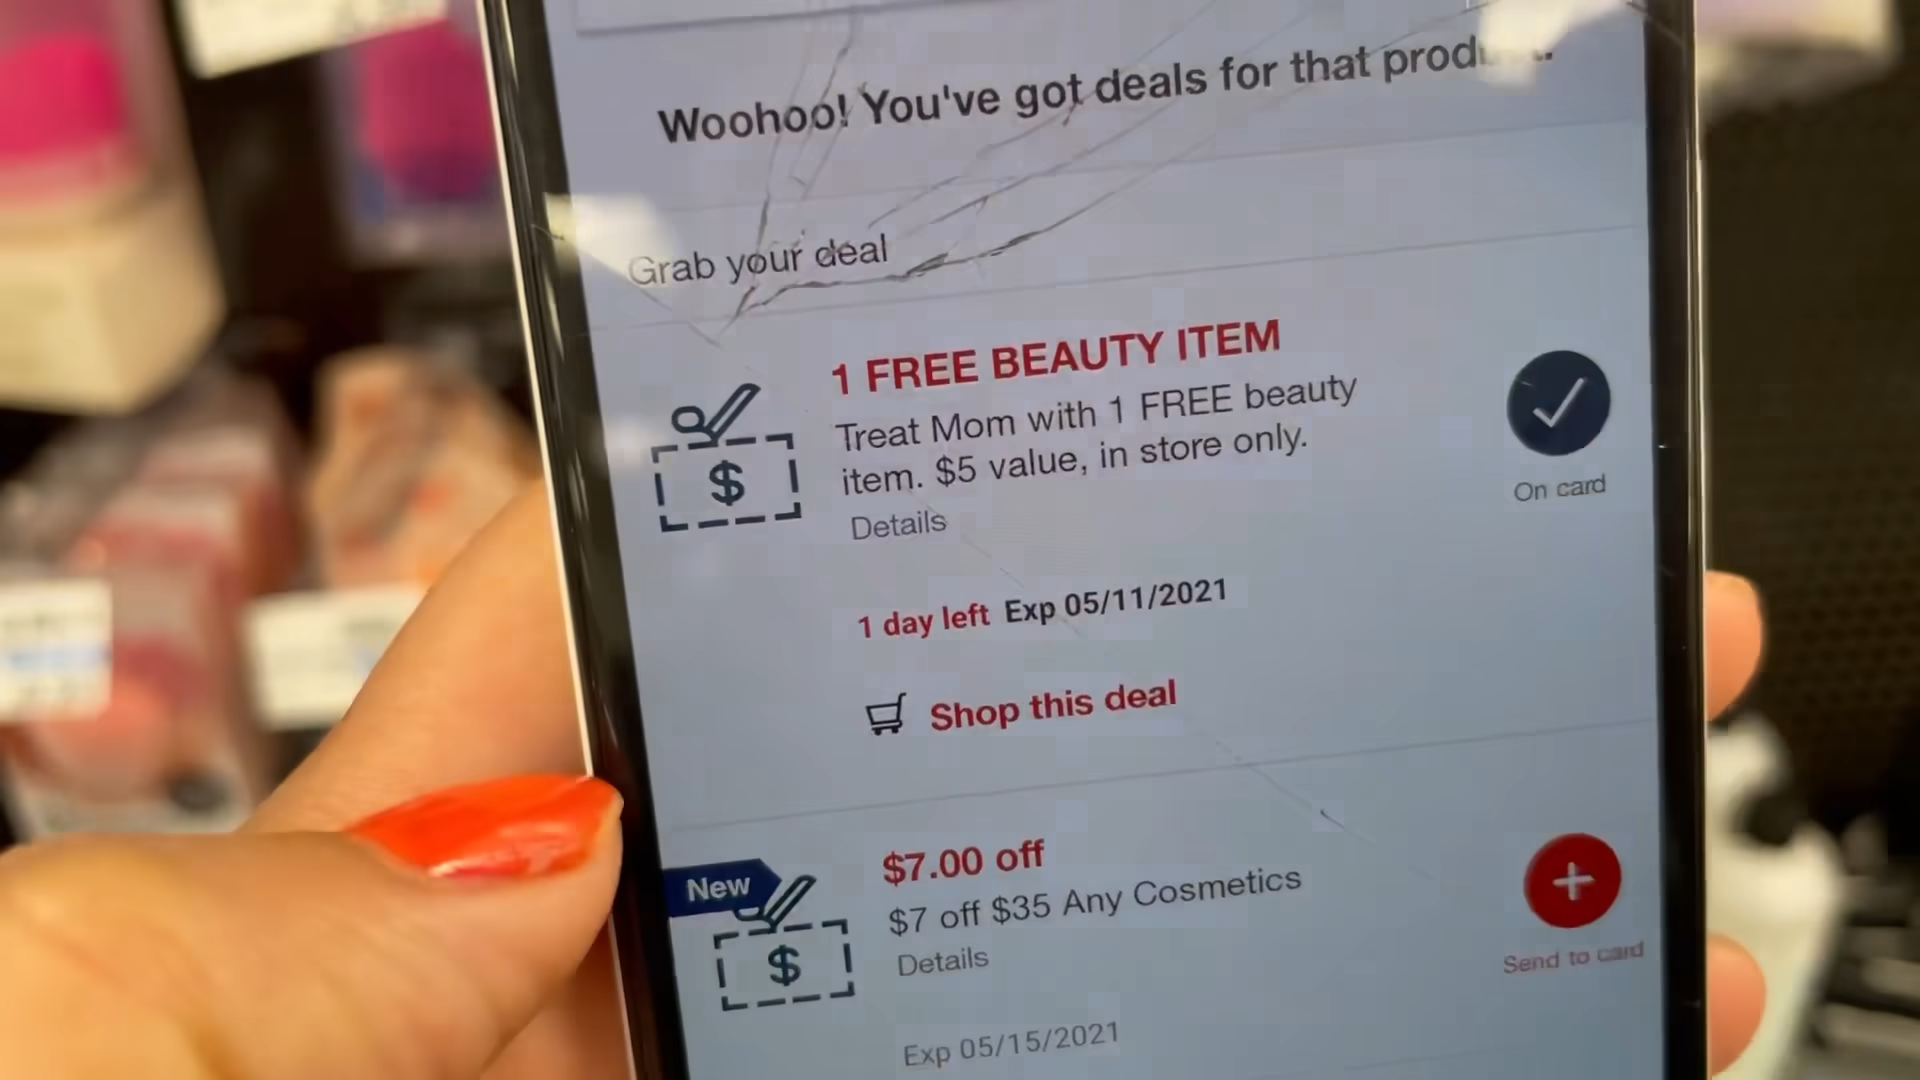 Woohoo! You've got deals for that
Grab your deal
1 FREE BEAUTY ITEM
Treat Mom with 1 FREE beauty
item. $5 value, in store only.
Details
On card
1 day left Exp 05/11/2021
Shop this deal
New
$7.00 off
$7 off $35 Any Cosmetics
Details
Send to card
Exp 05/15/2021
$
$